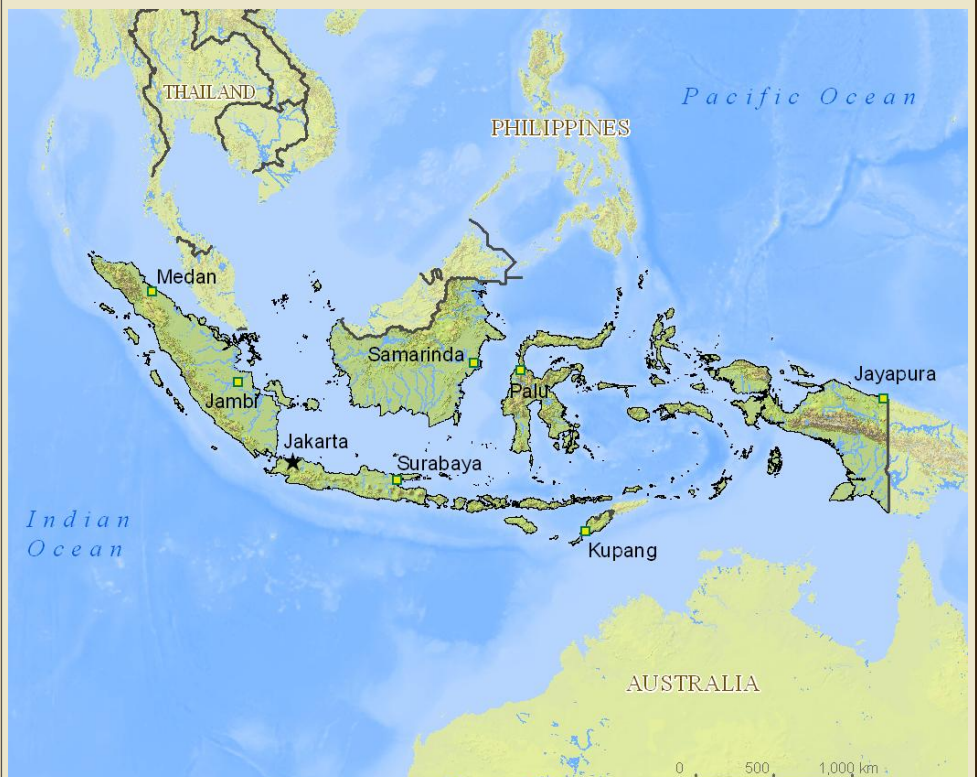 THAILAND
Pacific Ocean
PHILIPPINES
Medan
Samarinda
Jayapura
Palu
Jambi
Jakarta
Surabaya
Indian
Ocean
Kupang
AUSTRALIA
0 500 1,000 km